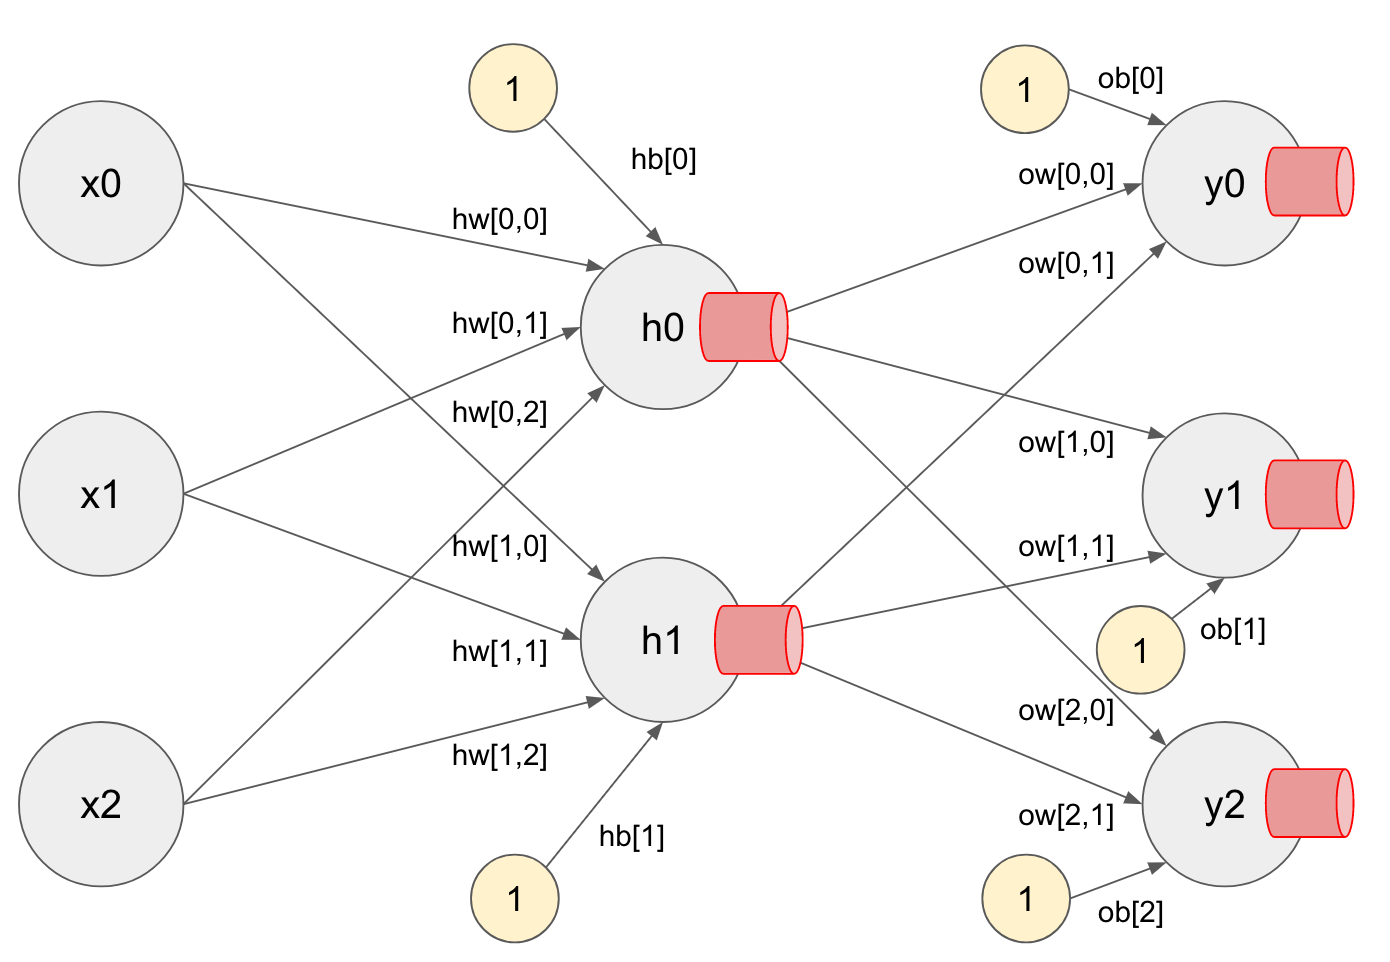 1
1
ob[0]
hb[0]
x0
hw[0,0]
ow[0,0]
y0
ow[0,1]
hw[0,1]
h0
hw[0,2]
ow[1,0]
x1
y1
hw[1,0]
ow[1,1]
h1
hw[1,1]
1
ob[1]
ow[2,0]
hw[1,2]
x2
y2
ow[2,1]
hb[1]
1
1
ob[2]